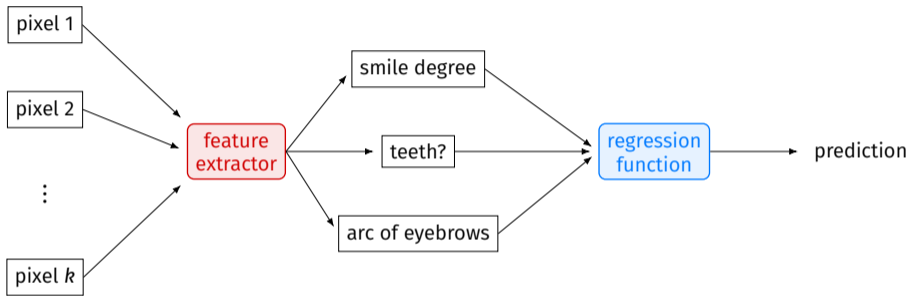 pixel 1
pixel 2
⋮
pixel k
feature
extractor
smile degree
teeth?
arc of eyebrows
regression
function
prediction